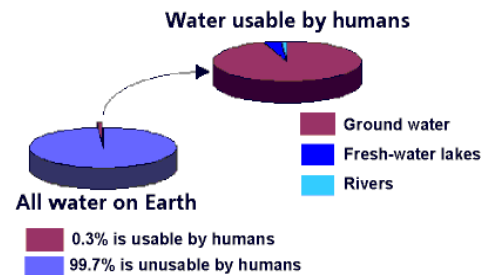 Water usable by humans
Ground water
Fresh-water lakes
Rivers
All water on Earth
0.3% is usable by humans
99.7% is unusable by humans